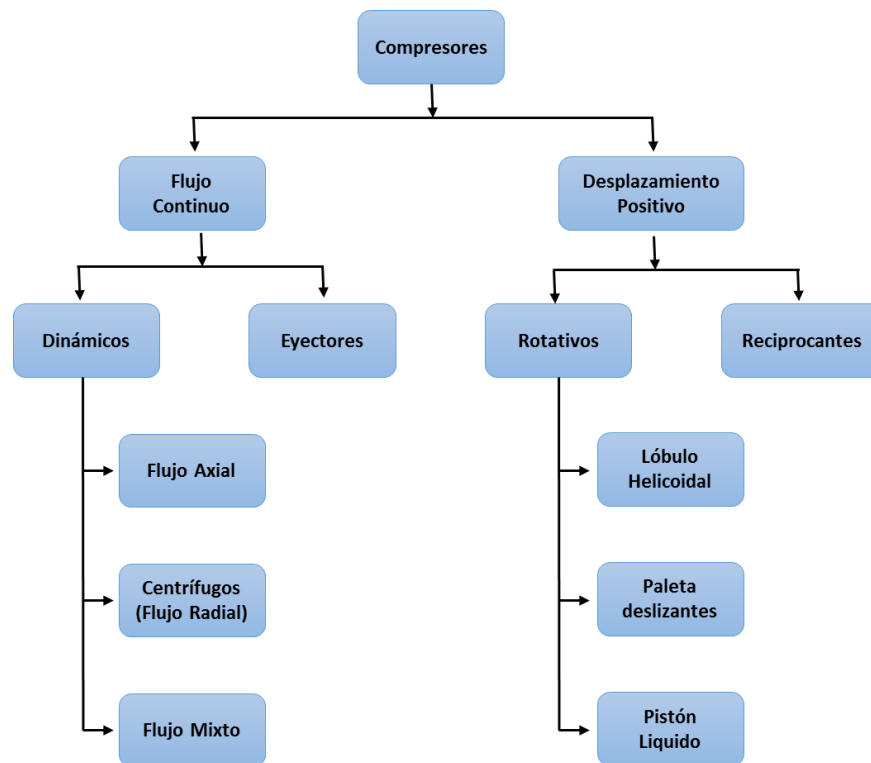 Compresores
Flujo
Continuo
Desplazamiento
Positivo
Dinámicos
Eyectores
Rotativos
Reciprocantes
Flujo Axial
Lóbulo
Helicoidal
Centrífugos
(Flujo Radial)
Paleta
deslizantes
Flujo Mixto
Pistón
Liquido